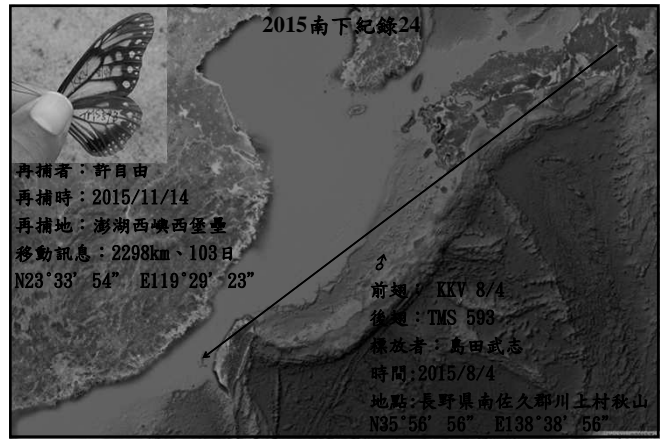 2015南下紀錄24
再捕者：許自由
再捕時：2015/11/14
再捕地：澎湖西嶼西堡壘
移動訊息：2298km、103日
N23°33’ 54” E119°29’ 23”
♂
前翅： KKV 8/4
後翅：TMS 593
標放者：島田武志
時間:2015/8/4
地點:長野県南佐久郡川上村秋山
N35°56’ 56” E138°38’ 56”